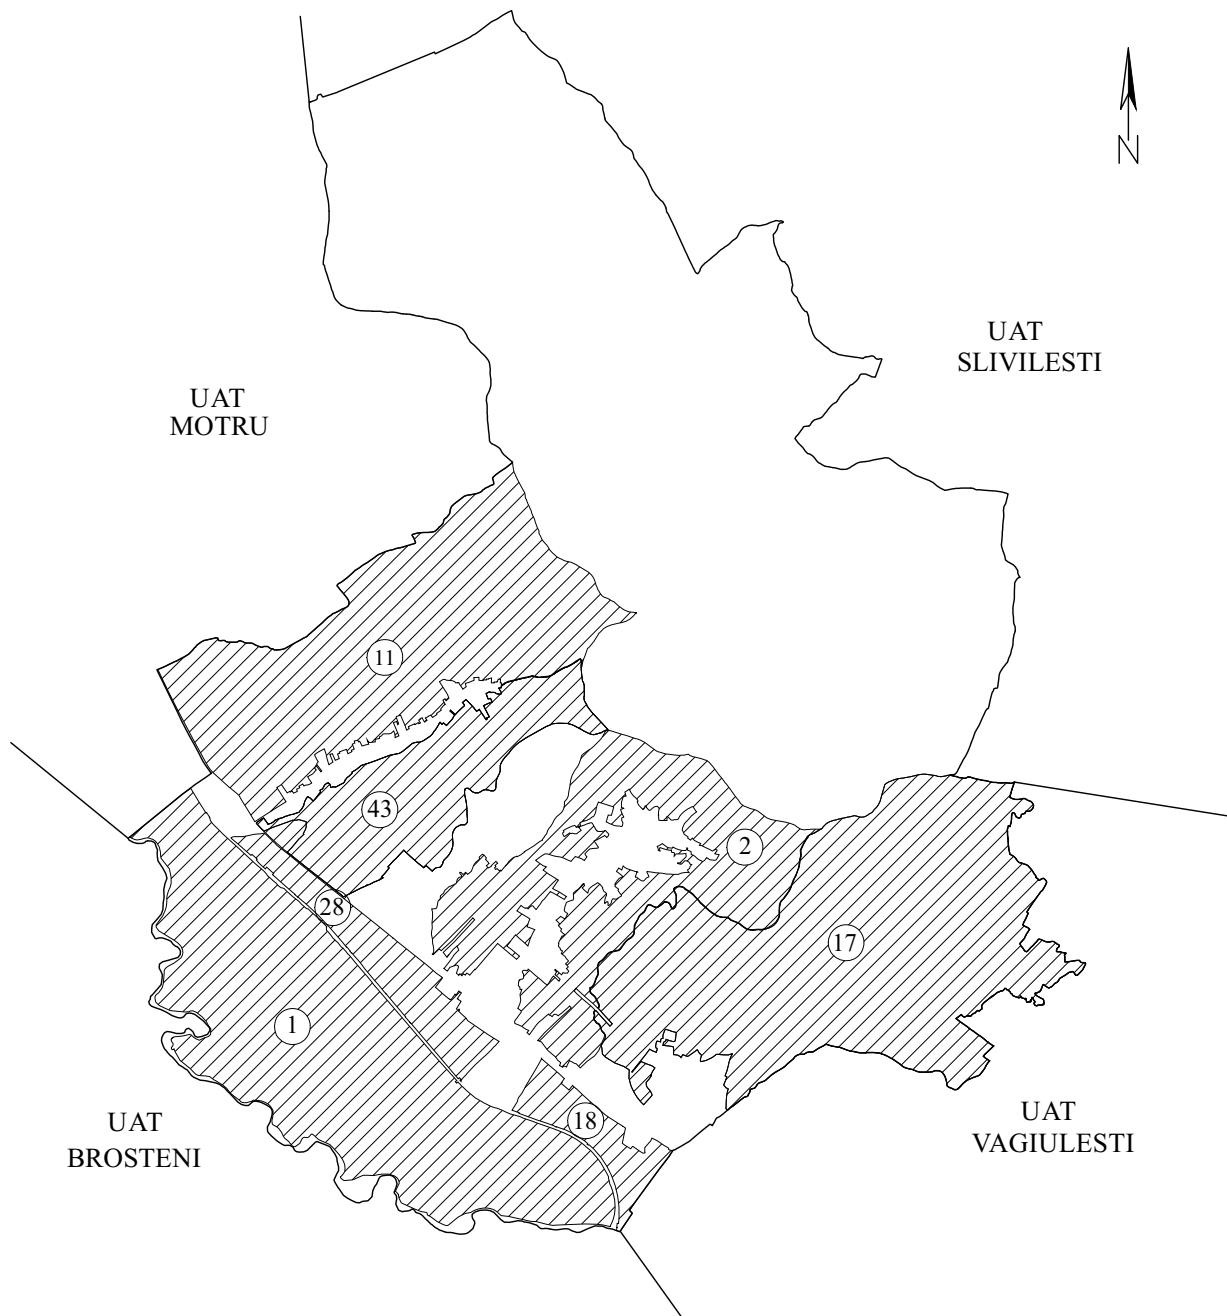 N
UAT
SLIVILESTI
UAT
MOTRU
11
43
2
28
17
1
18
UAT
BROSTENI
UAT
VAGIULESTI